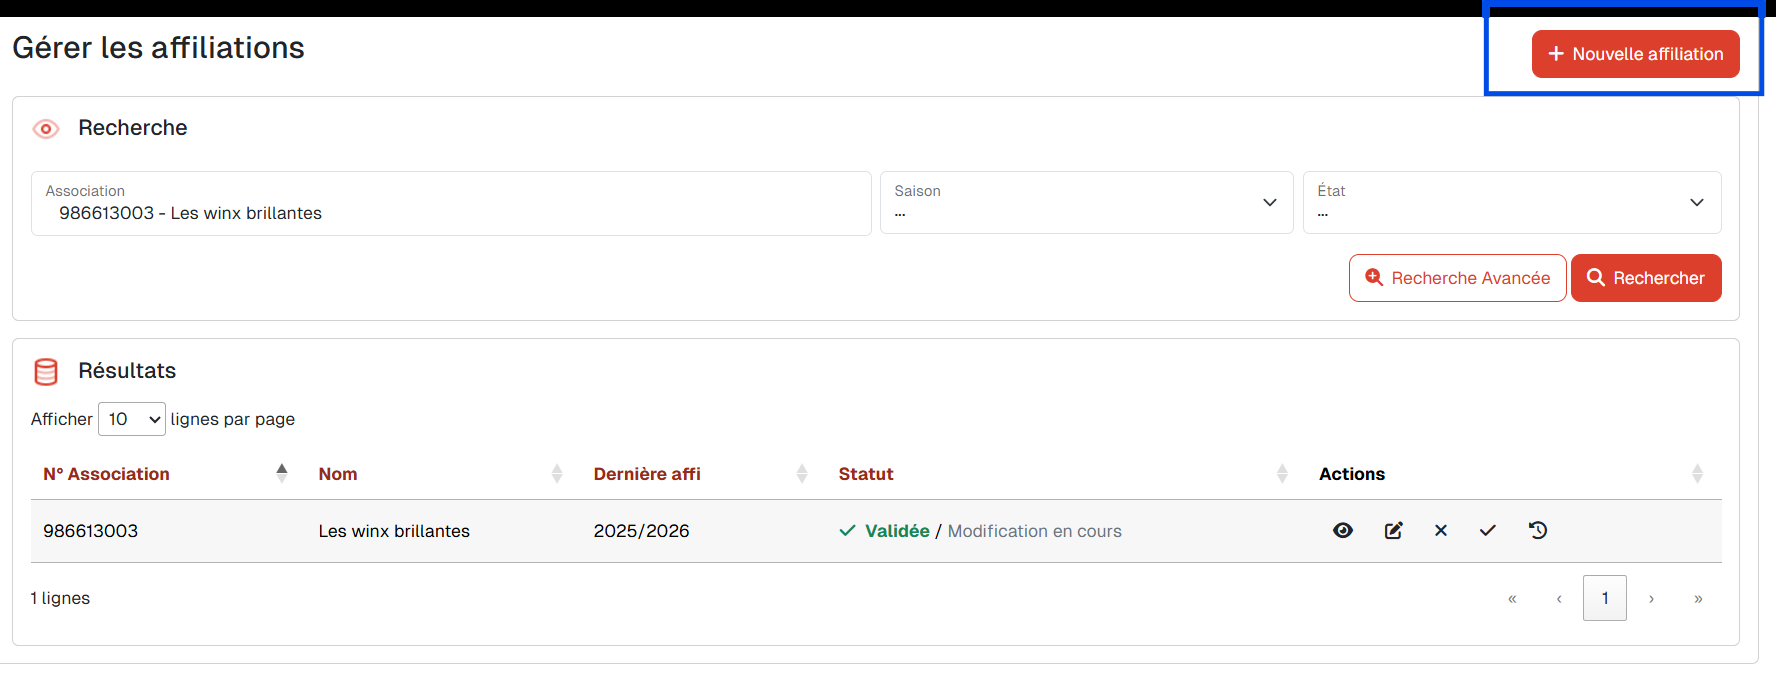 Gérer les affiliations
+ Nouvelle affiliation
Recherche
Association
986613003 - Les winx brillantes
Saison
...
État
...
Recherche Avancée
Rechercher
Résultats
Afficher 10 lignes par page
N° Association Nom Dernière affi Statut Actions
986613003 Les winx brillantes 2025/2026 Validée / Modification en cours
1 lignes
« ‹ 1 › »